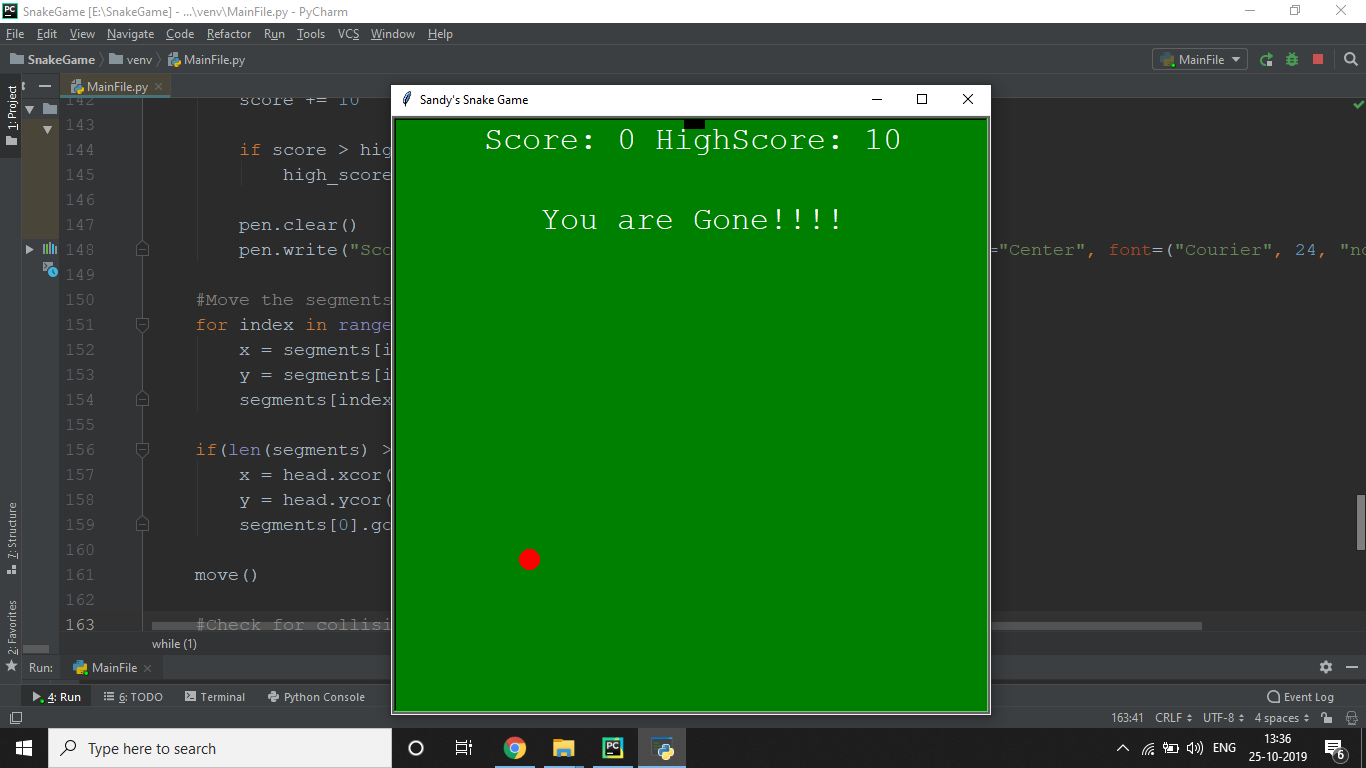 SnakeGame [E:\SnakeGame] - ...\venv\MainFile.py - PyCharm
File Edit View Navigate Code Refactor Run Tools VCS Window Help
SnakeGame venv MainFile.py MainFile
1: Project
MainFile.py
Sandy's Snake Game
Score: 0 HighScore: 10
You are Gone!!!!
142 score += 10
143
144 if score > hig
145 high_score
146
147 pen.clear()
148 pen.write("Sco ="Center", font=("Courier", 24, "no
149
150 #Move the segments
151 for index in range
152 x = segments[i
153 y = segments[i
154 segments[index
155
156 if(len(segments) >
157 x = head.xcor(
158 y = head.ycor(
159 segments[0].go
160
161 move()
162
163 #Check for collisi
while (1)
7: Structure
2: Favorites
Run: MainFile
4: Run 6: TODO Terminal Python Console Event Log
163:41 CRLF UTF-8 4 spaces
Type here to search
ENG
13:36
25-10-2019
6